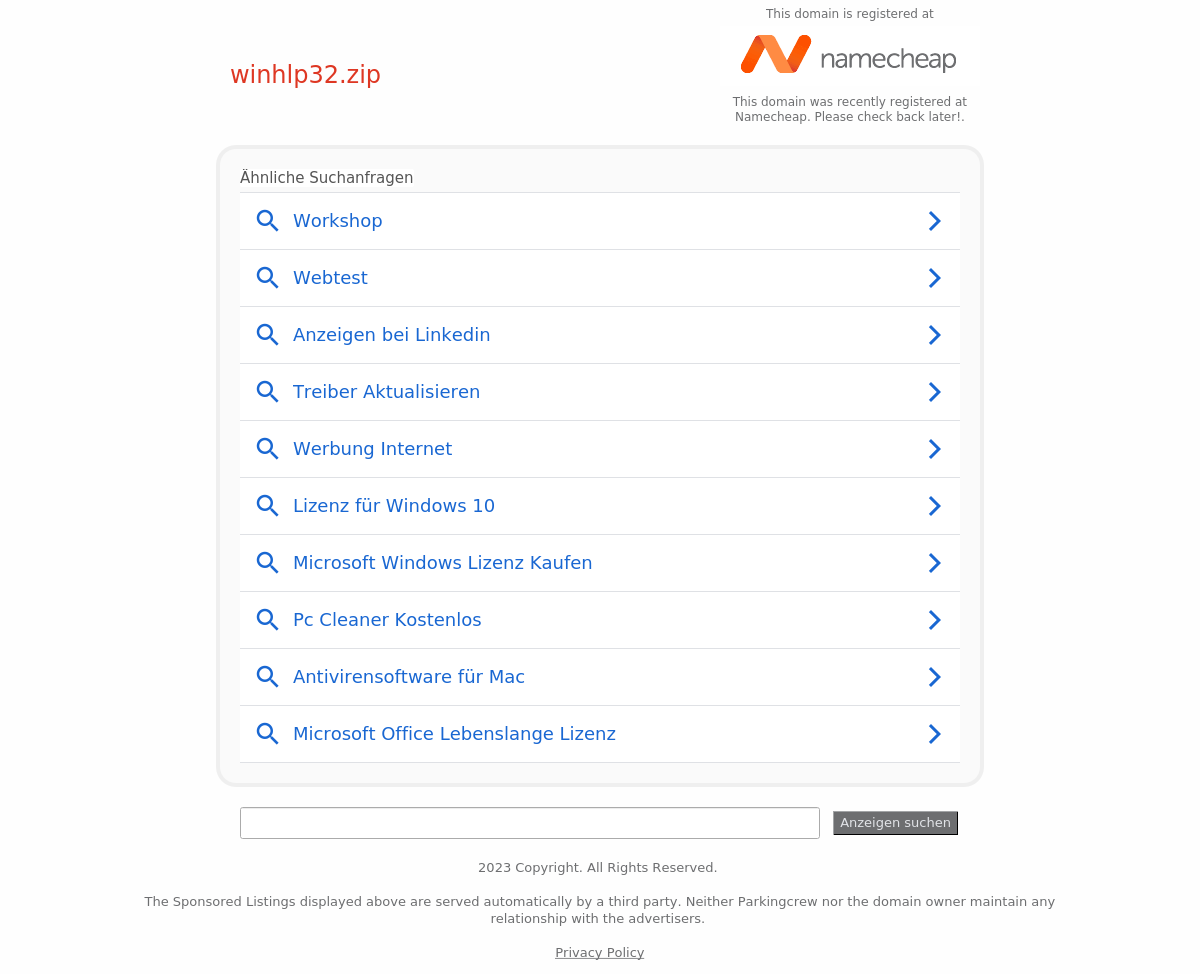 This domain is registered at
namecheap
winhlp32.zip
This domain was recently registered at
Namecheap. Please check back later!.
Ähnliche Suchanfragen
Workshop
Webtest
Anzeigen bei Linkedin
Treiber Aktualisieren
Werbung Internet
Lizenz für Windows 10
Microsoft Windows Lizenz Kaufen
Pc Cleaner Kostenlos
Antivirensoftware für Mac
Microsoft Office Lebenslange Lizenz
Anzeigen suchen
2023 Copyright. All Rights Reserved.
The Sponsored Listings displayed above are served automatically by a third party. Neither Parkingcrew nor the domain owner maintain any
relationship with the advertisers.
Privacy Policy